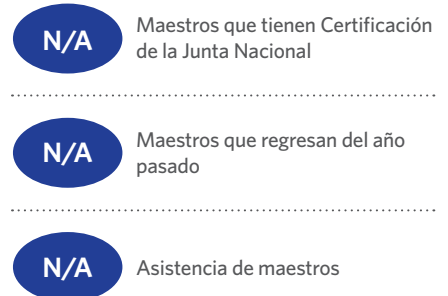 N/A
Maestros que tienen Certificación
de la Junta Nacional
N/A
Maestros que regresan del año
pasado
N/A
Asistencia de maestros